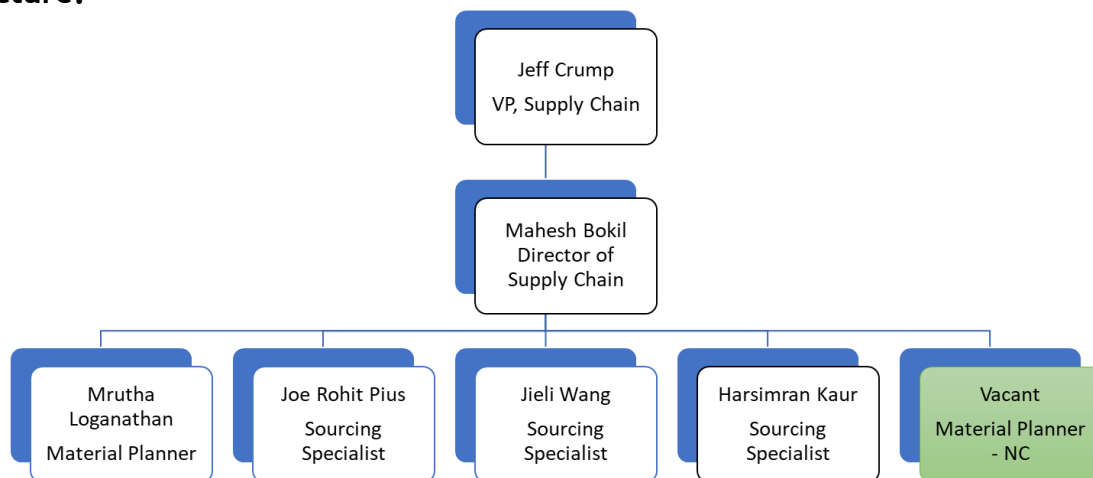 Jeff Crump
VP, Supply Chain
Mahesh Bokil
Director of
Supply Chain
Mrutha
Loganathan
Material Planner
Joe Rohit Pius
Sourcing
Specialist
Jieli Wang
Sourcing
Specialist
Harsimran Kaur
Sourcing
Specialist
Vacant
Material Planner
- NC